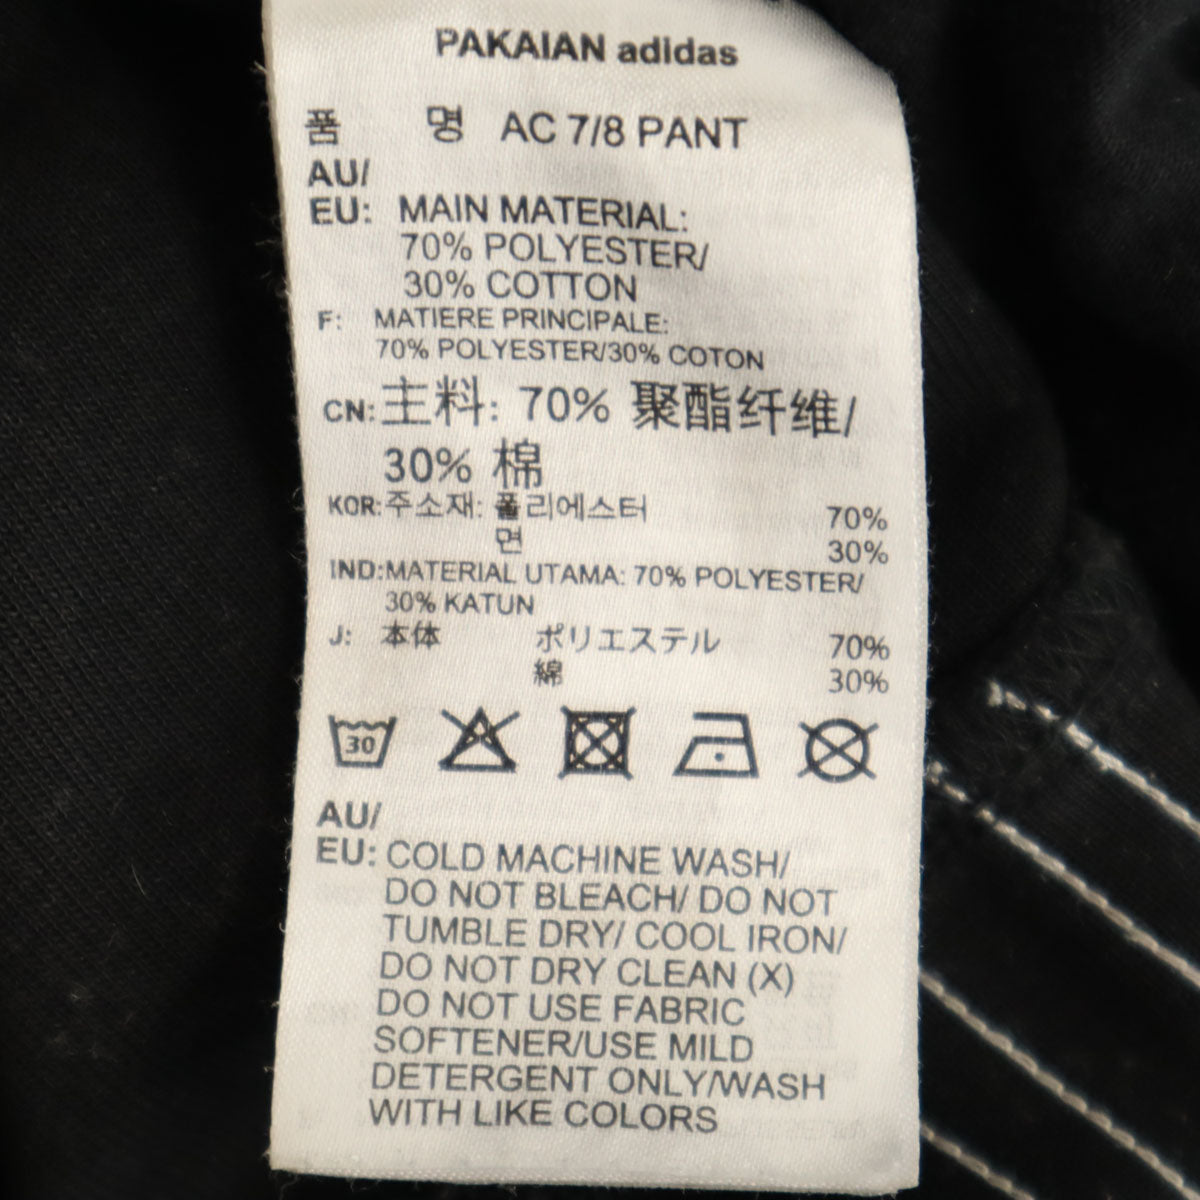 PAKAIAN adidas
품 명 AC 7/8 PANT
AU/
EU: MAIN MATERIAL:
70% POLYESTER/
30% COTTON
F: MATIERE PRINCIPALE:
70% POLYESTER/30% COTON
CN: 主料: 70% 聚酯纤维/
30% 棉
KOR: 주소재: 폴리에스터 70%
면 30%
IND: MATERIAL UTAMA: 70% POLYESTER/
30% KATUN
J: 本体 ポリエステル 70%
綿 30%
30
AU/
EU: COLD MACHINE WASH/
DO NOT BLEACH/ DO NOT
TUMBLE DRY/ COOL IRON/
DO NOT DRY CLEAN (X)
DO NOT USE FABRIC
SOFTENER/USE MILD
DETERGENT ONLY/WASH
WITH LIKE COLORS